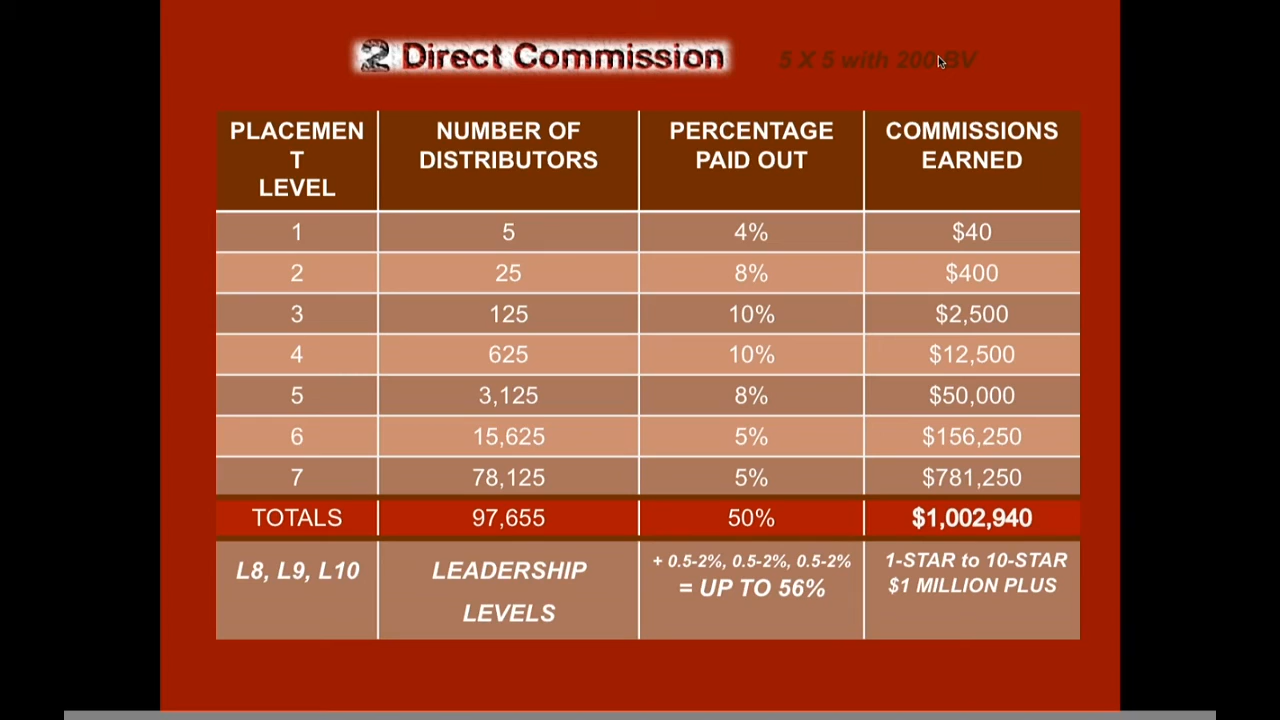 2 Direct Commission
5 X 5 with 200 BV
PLACEMEN
T
LEVEL
NUMBER OF
DISTRIBUTORS
PERCENTAGE
PAID OUT
COMMISSIONS
EARNED
1 5 4% $40
2 25 8% $400
3 125 10% $2,500
4 625 10% $12,500
5 3,125 8% $50,000
6 15,625 5% $156,250
7 78,125 5% $781,250
TOTALS 97,655 50% $1,002,940
L8, L9, L10
LEADERSHIP
LEVELS
+ 0.5-2%, 0.5-2%, 0.5-2%
= UP TO 56%
1-STAR to 10-STAR
$1 MILLION PLUS